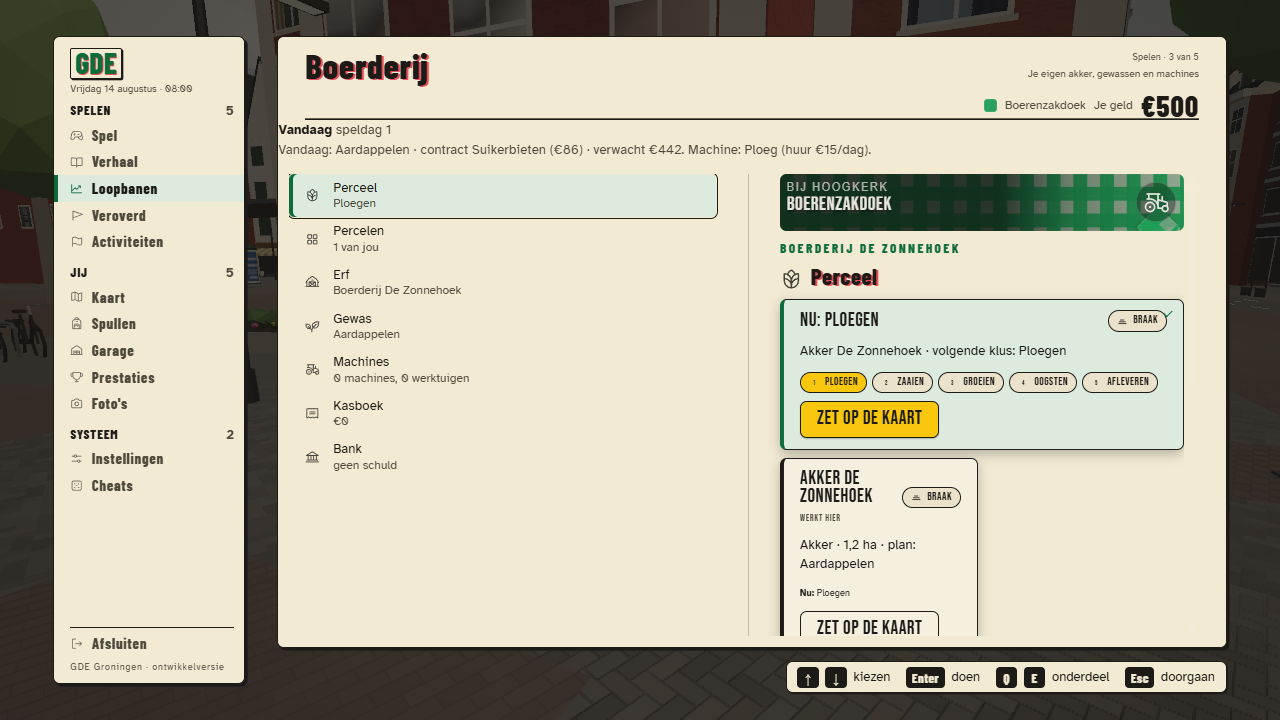 GDE
Vrijdag 14 augustus · 08:00
SPELEN 5
Spel
Verhaal
Loopbanen
Veroverd
Activiteiten
JIJ 5
Kaart
Spullen
Garage
Prestaties
Foto's
SYSTEEM 2
Instellingen
Cheats
Afsluiten
GDE Groningen · ontwikkelversie
Boerderij
Spelen · 3 van 5
Je eigen akker, gewassen en machines
Boerenzakdoek Je geld €500
Vandaag speldag 1
Vandaag: Aardappelen · contract Suikerbieten (€86) · verwacht €442. Machine: Ploeg (huur €15/dag).
Perceel
Ploegen
Percelen
1 van jou
Erf
Boerderij De Zonnehoek
Gewas
Aardappelen
Machines
0 machines, 0 werktuigen
Kasboek
€0
Bank
geen schuld
BIJ HOOGKERK
BOERENZAKDOEK
BOERDERIJ DE ZONNEHOEK
Perceel
NU: PLOEGEN
BRAAK
Akker De Zonnehoek · volgende klus: Ploegen
1 PLOEGEN 2 ZAAIEN 3 GROEIEN 4 OOGSTEN 5 AFLEVEREN
ZET OP DE KAART
AKKER DE
ZONNEHOEK
BRAAK
WERKT HIER
Akker · 1,2 ha · plan:
Aardappelen
Nu: Ploegen
ZET OP DE KAART
↑ ↓ kiezen Enter doen Q E onderdeel Esc doorgaan